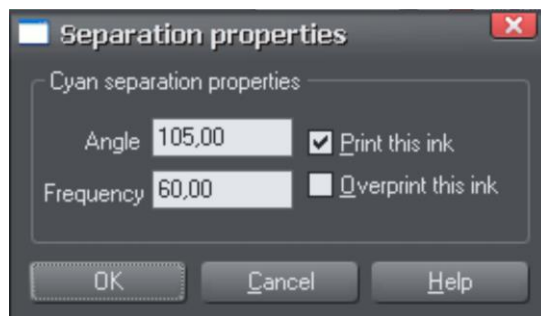 Separation properties
Cyan separation properties
Angle 105,00 Print this ink
Frequency 60,00 Overprint this ink
OK Cancel Help